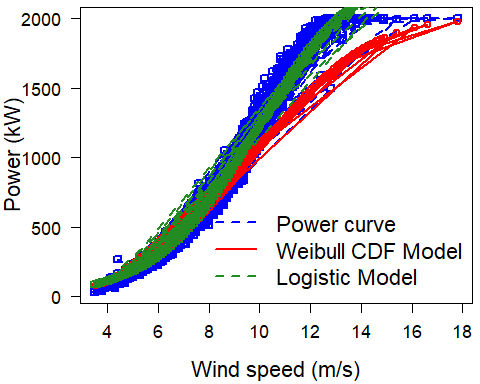 2000
1500
1000
500
0
Power (kW)
Power curve
Weibull CDF Model
Logistic Model
4 6 8 10 12 14 16 18
Wind speed (m/s)